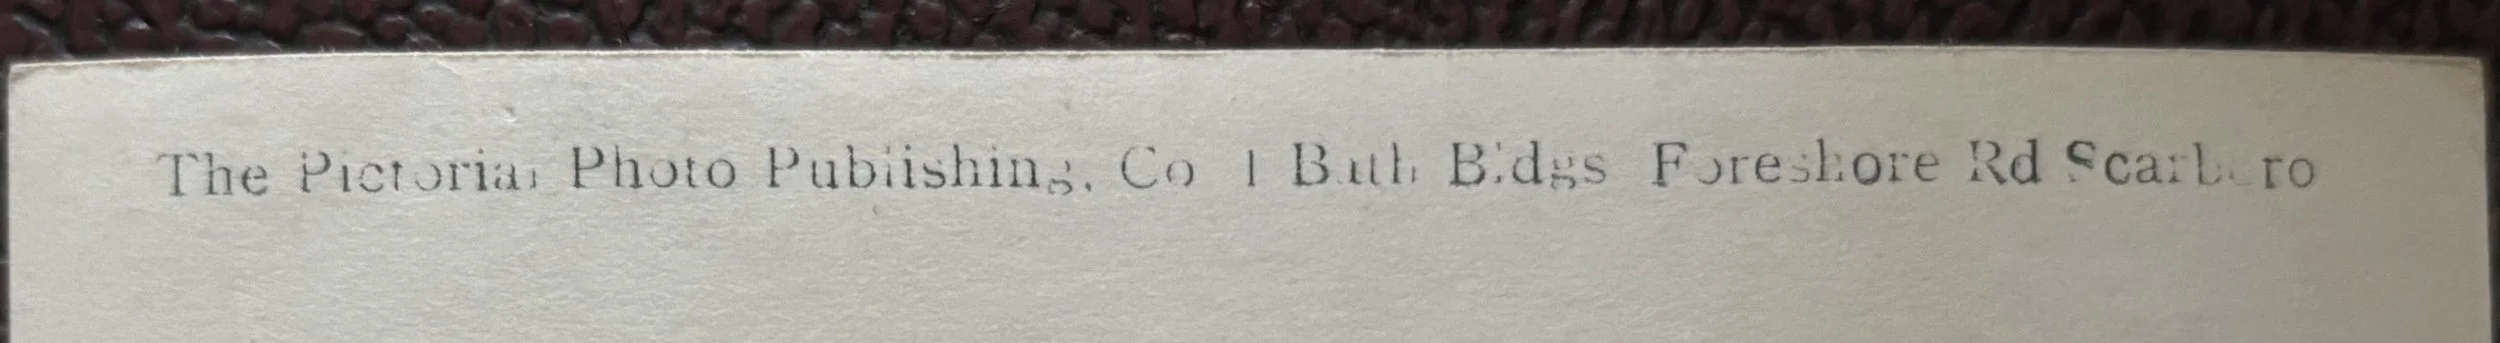 The Pictorial Photo Publishing, Co 1 Bath Bldgs Foreshore Rd Scarboro